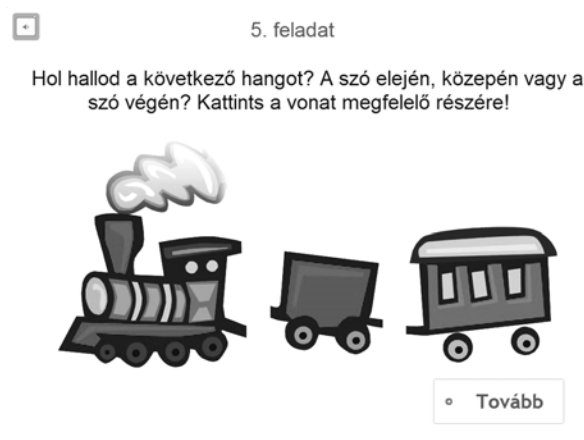 5. feladat
Hol hallod a következő hangot? A szó elején, közepén vagy a
szó végén? Kattints a vonat megfelelő részére!
Tovább